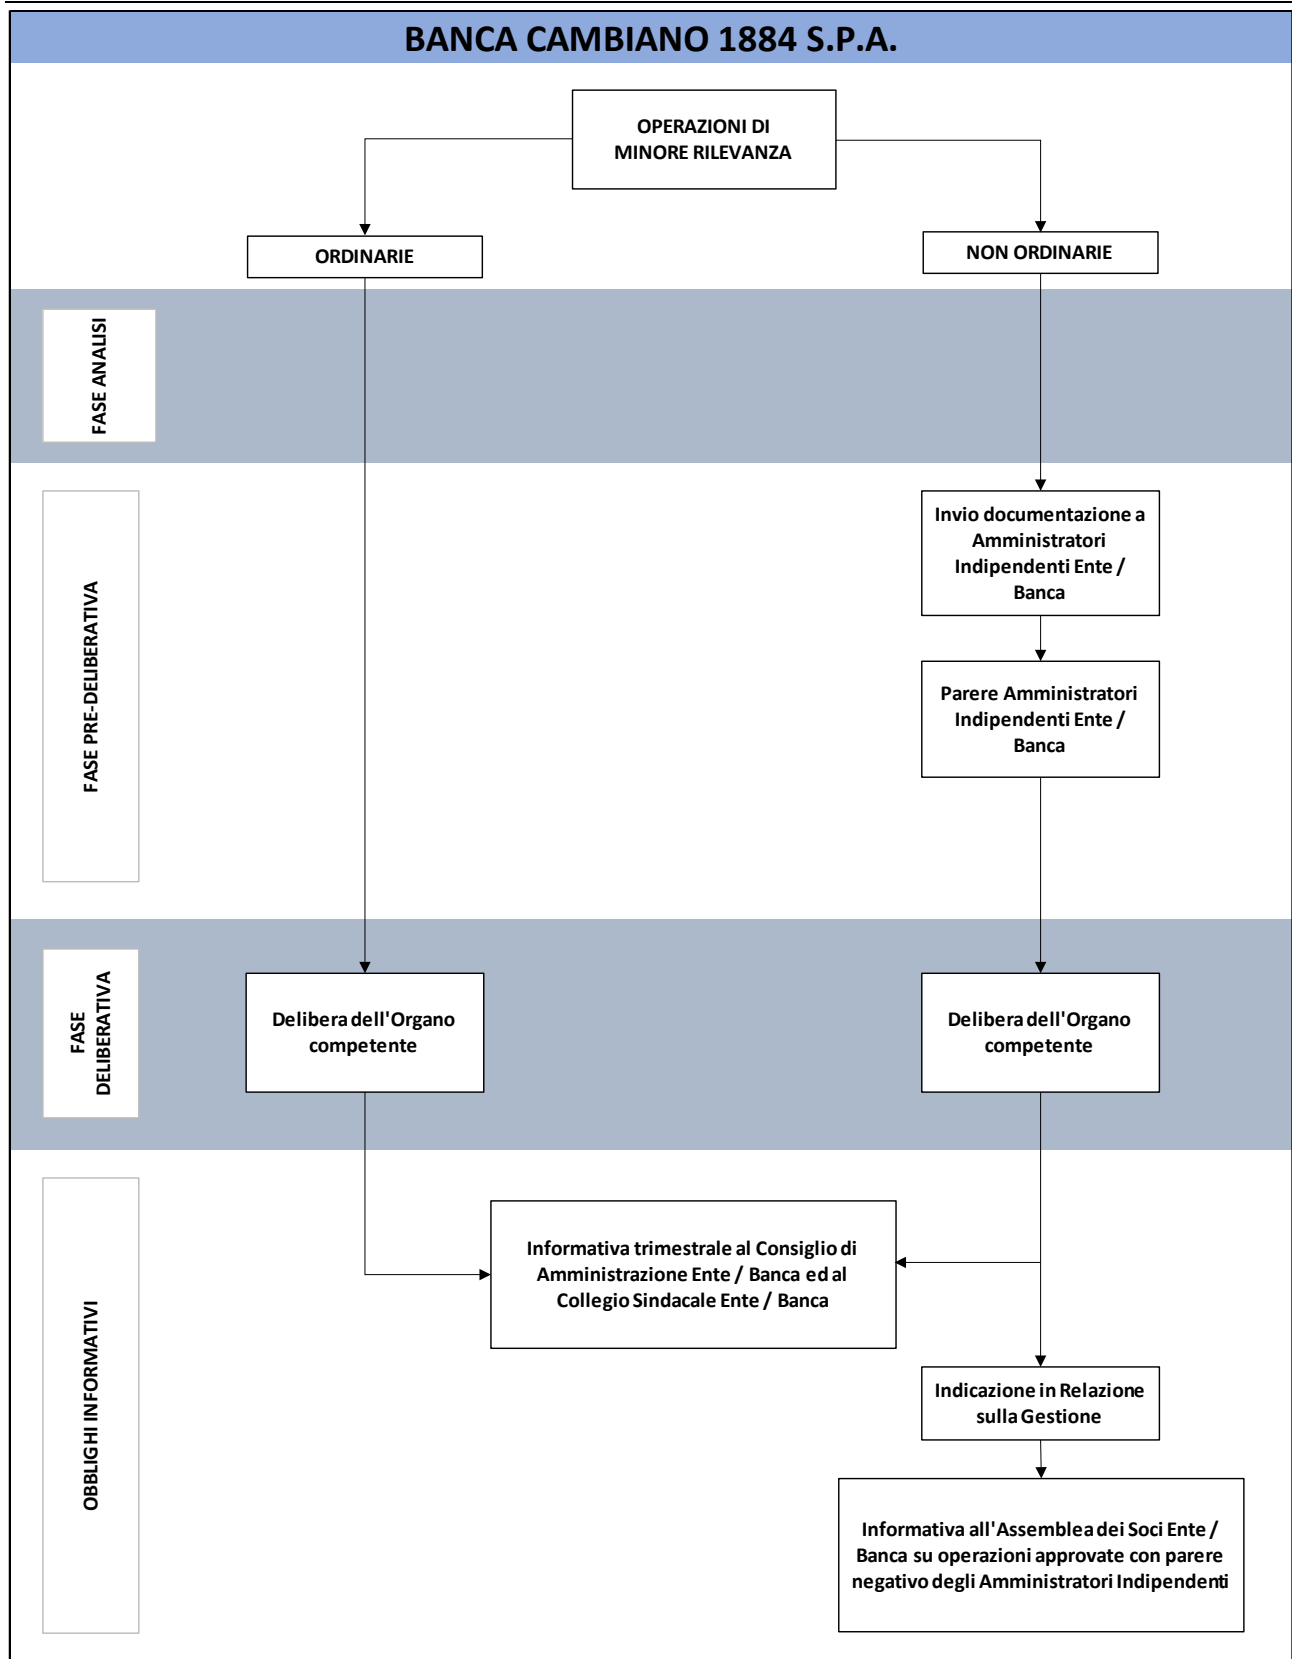 BANCA CAMBIANO 1884 S.P.A.
OPERAZIONI DI
MINORE RILEVANZA
ORDINARIE
NON ORDINARIE
FASE ANALISI
FASE PRE-DELIBERATIVA
Invio documentazione a
Amministratori
Indipendenti Ente /
Banca
Parere Amministratori
Indipendenti Ente /
Banca
FASE
DELIBERATIVA
Delibera dell'Organo
competente
Delibera dell'Organo
competente
OBBLIGHI INFORMATIVI
Informativa trimestrale al Consiglio di
Amministrazione Ente / Banca ed al
Collegio Sindacale Ente / Banca
Indicazione in Relazione
sulla Gestione
Informativa all'Assemblea dei Soci Ente /
Banca su operazioni approvate con parere
negativo degli Amministratori Indipendenti